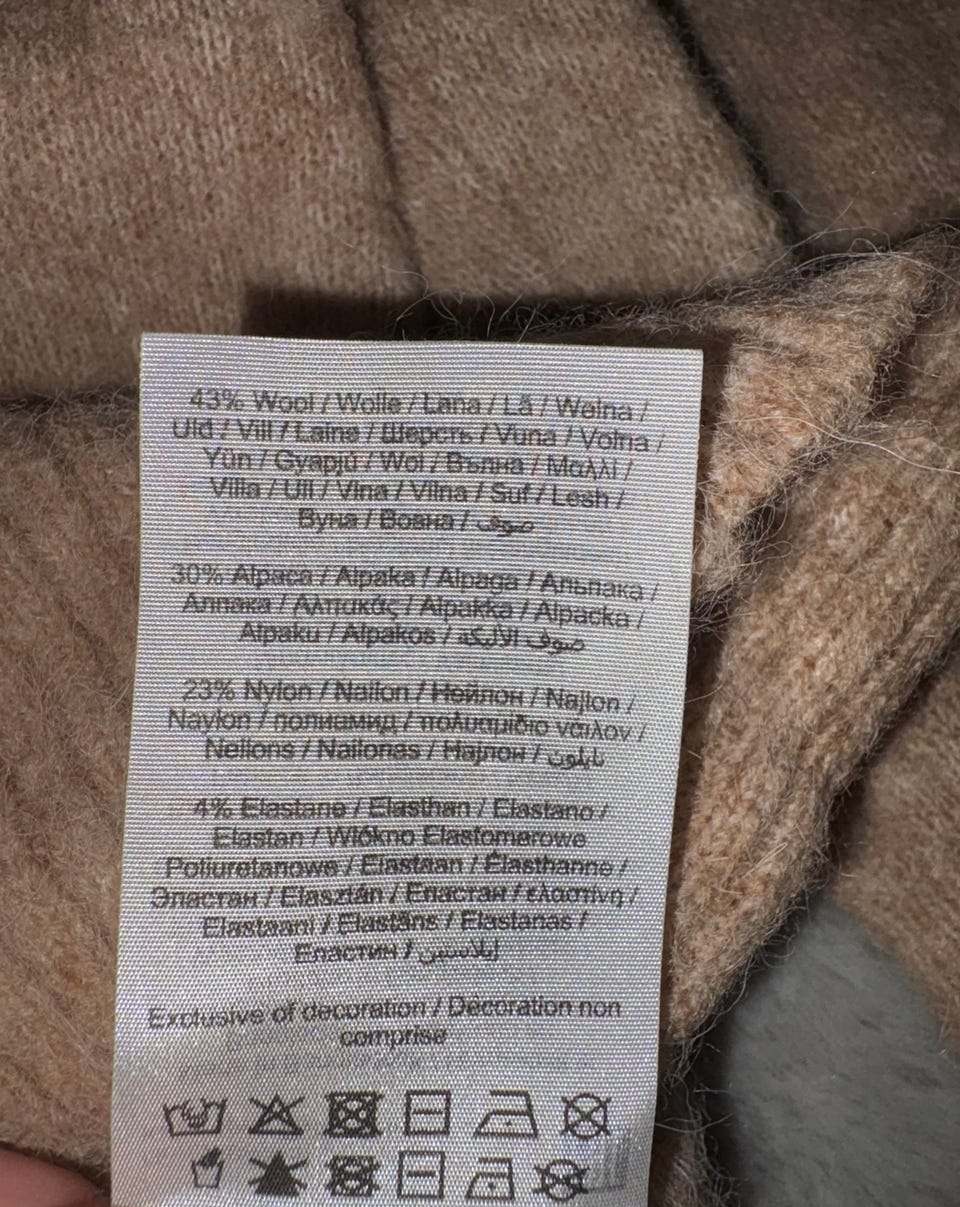 43% Wool / Wolle / Lana / Lã / Wełna /
Uld / Vill / Laine / Шерсть / Vuna / Volna /
Yün / Gyapjú / Wol / Вълна / Μαλλί /
Villa / Ull / Vlna / Vilna / Suf / Lesh /
Вуна / Вовна / صوف
30% Alpaca / Alpaka / Alpaga / Альпака /
Алпака / Αλπακάς / Alpakka / Alpacka /
Alpaku / Alpakos / صوف الألبكة
23% Nylon / Nailon / Нейлон / Najlon /
Naylon / полиамид / πολυαμίδιο νάιλον /
Neilons / Nailonas / Најлон / نايلون
4% Elastane / Elasthan / Elastano /
Elastan / Włókno Elastomerowe
Poliuretanowe / Elastaan / Élasthanne /
Эластан / Elasztán / Еластан / ελαστίνη /
Elastaani / Elastāns / Elastanas /
Еластин / إيلاستين
Exclusive of decoration / Décoration non
comprise